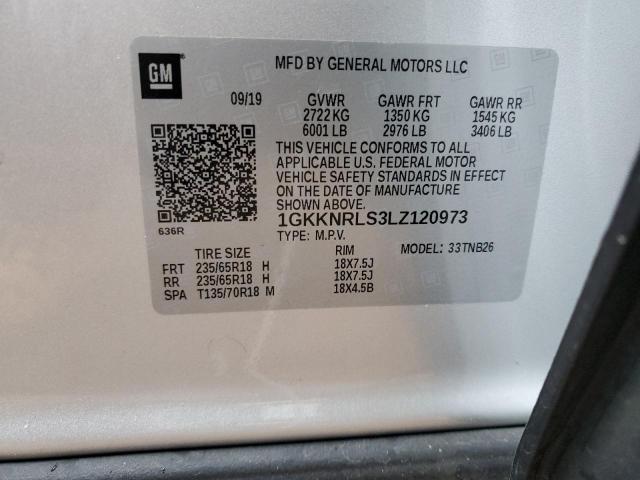 GM
MFD BY GENERAL MOTORS LLC
09/19 GVWR GAWR FRT GAWR RR
2722 KG 1350 KG 1545 KG
6001 LB 2976 LB 3406 LB
THIS VEHICLE CONFORMS TO ALL
APPLICABLE U.S. FEDERAL MOTOR
VEHICLE SAFETY STANDARDS IN EFFECT
ON THE DATE OF MANUFACTURE
SHOWN ABOVE.
636R
1GKKNRLS3LZ120973
TYPE: M.P.V. MODEL: 33TNB26
TIRE SIZE RIM
FRT 235/65R18 H 18X7.5J
RR 235/65R18 H 18X7.5J
SPA T135/70R18 M 18X4.5B